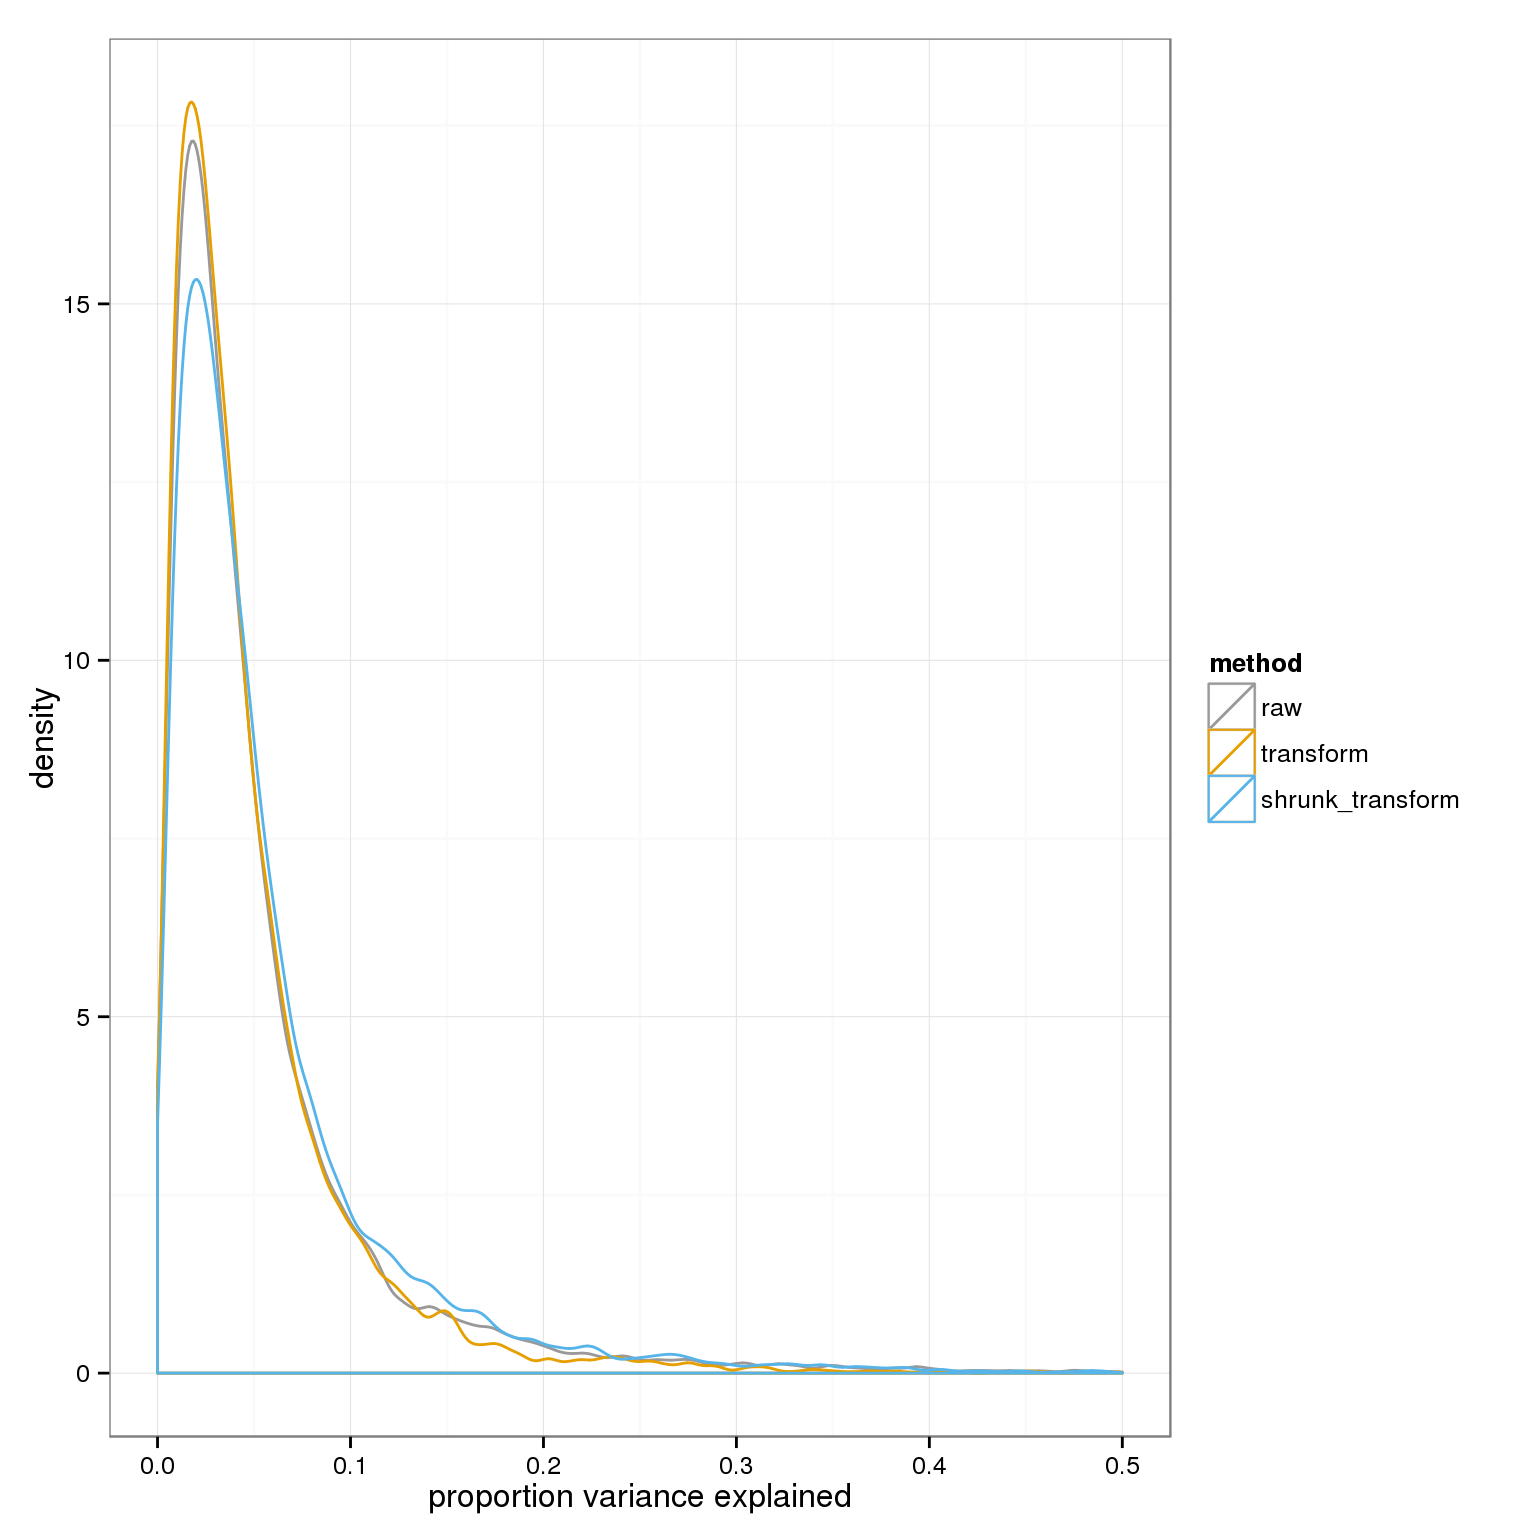 15
10
5
0
density
0.0 0.1 0.2 0.3 0.4 0.5
proportion variance explained
method
raw
transform
shrunk_transform